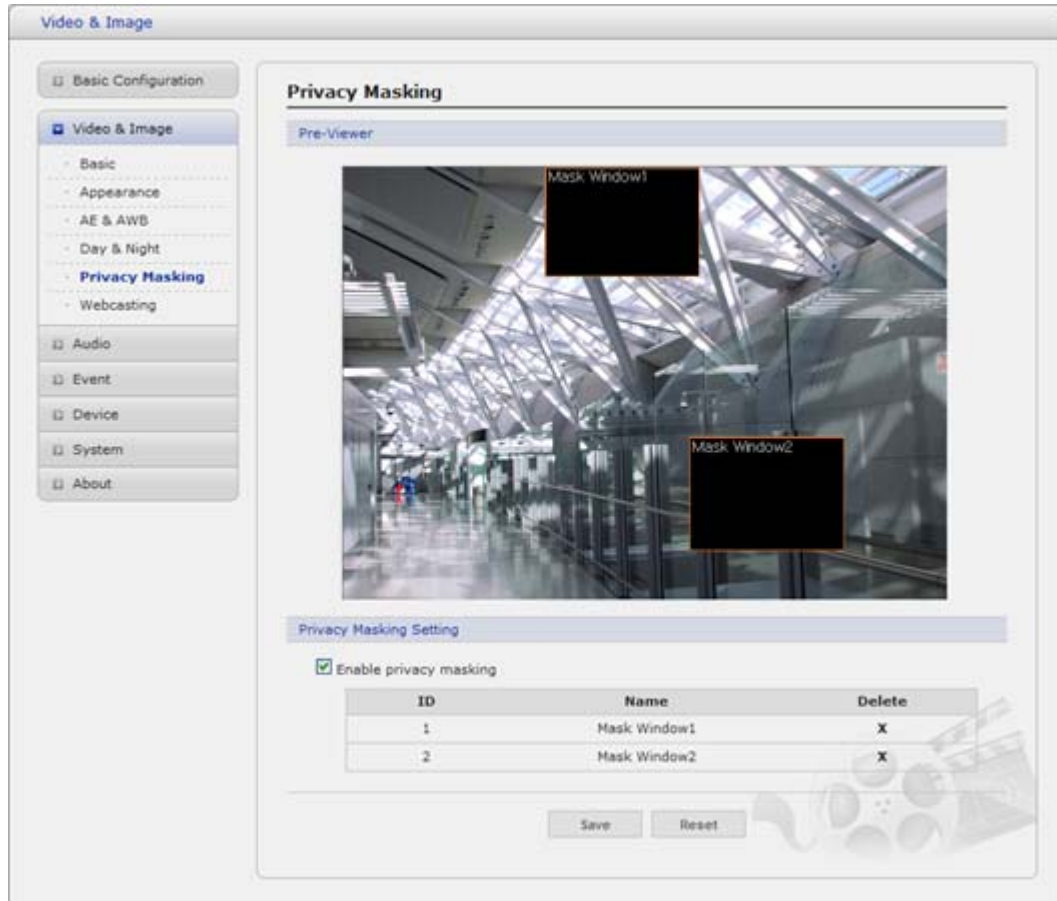 Video & Image
Basic Configuration
Video & Image
Basic
Appearance
AE & AWB
Day & Night
Privacy Masking
Webcasting
Audio
Event
Device
System
About
Privacy Masking
Pre-Viewer
Mask Window1
Mask Window2
Privacy Masking Setting
Enable privacy masking
ID Name Delete
1 Mask Window1 X
2 Mask Window2 X
Save Reset